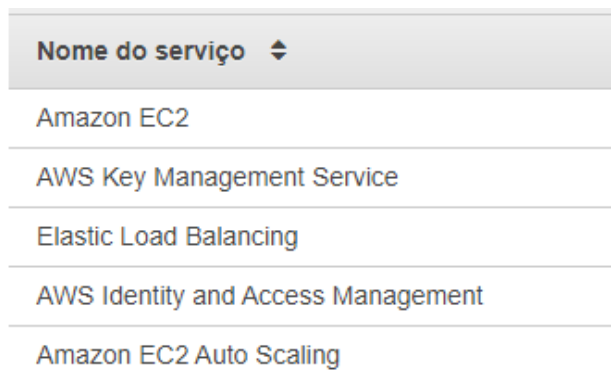 Nome do serviço
Amazon EC2
AWS Key Management Service
Elastic Load Balancing
AWS Identity and Access Management
Amazon EC2 Auto Scaling